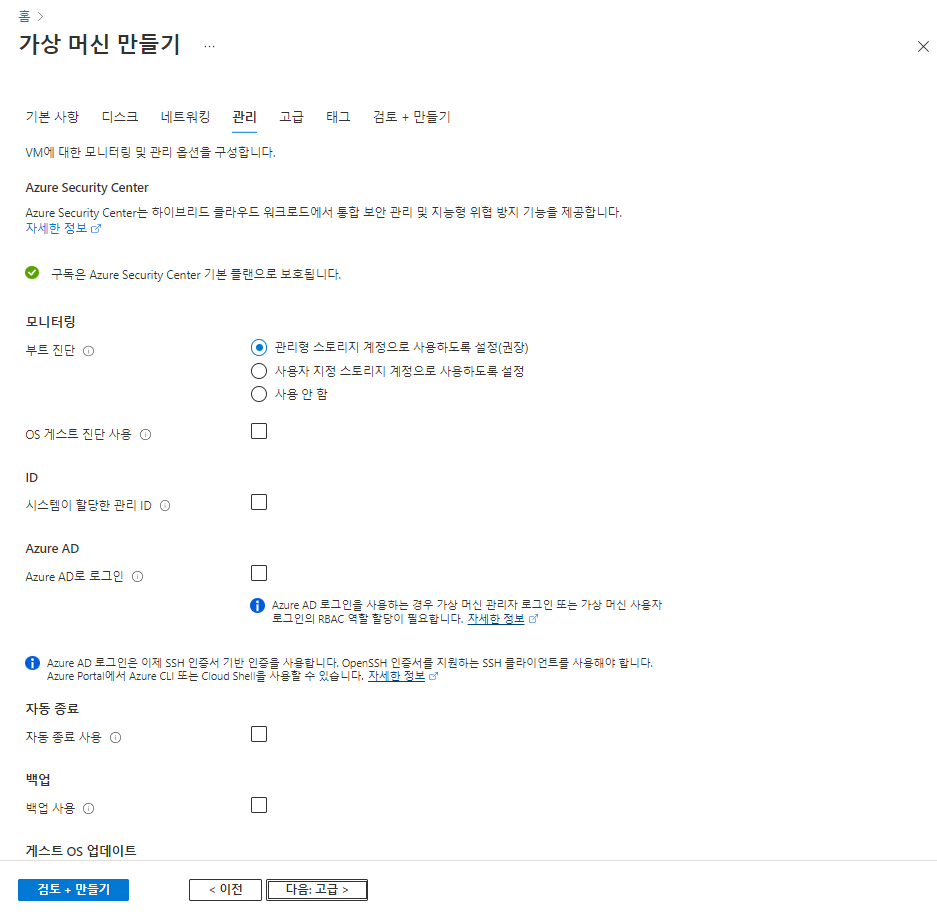 홈 >
가상 머신 만들기 ...
기본 사항 디스크 네트워킹 관리 고급 태그 검토 + 만들기
VM에 대한 모니터링 및 관리 옵션을 구성합니다.
Azure Security Center
Azure Security Center는 하이브리드 클라우드 워크로드에서 통합 보안 관리 및 지능형 위협 방지 기능을 제공합니다.
자세한 정보
구독은 Azure Security Center 기본 플랜으로 보호됩니다.
모니터링
부트 진단
관리형 스토리지 계정으로 사용하도록 설정(권장)
사용자 지정 스토리지 계정으로 사용하도록 설정
사용 안 함
OS 게스트 진단 사용
ID
시스템이 할당한 관리 ID
Azure AD
Azure AD로 로그인
Azure AD 로그인을 사용하는 경우 가상 머신 관리자 로그인 또는 가상 머신 사용자
로그인의 RBAC 역할 할당이 필요합니다. 자세한 정보
Azure AD 로그인은 이제 SSH 인증서 기반 인증을 사용합니다. OpenSSH 인증서를 지원하는 SSH 클라이언트를 사용해야 합니다.
Azure Portal에서 Azure CLI 또는 Cloud Shell을 사용할 수 있습니다. 자세한 정보
자동 종료
자동 종료 사용
백업
백업 사용
게스트 OS 업데이트
검토 + 만들기 < 이전 다음: 고급 >